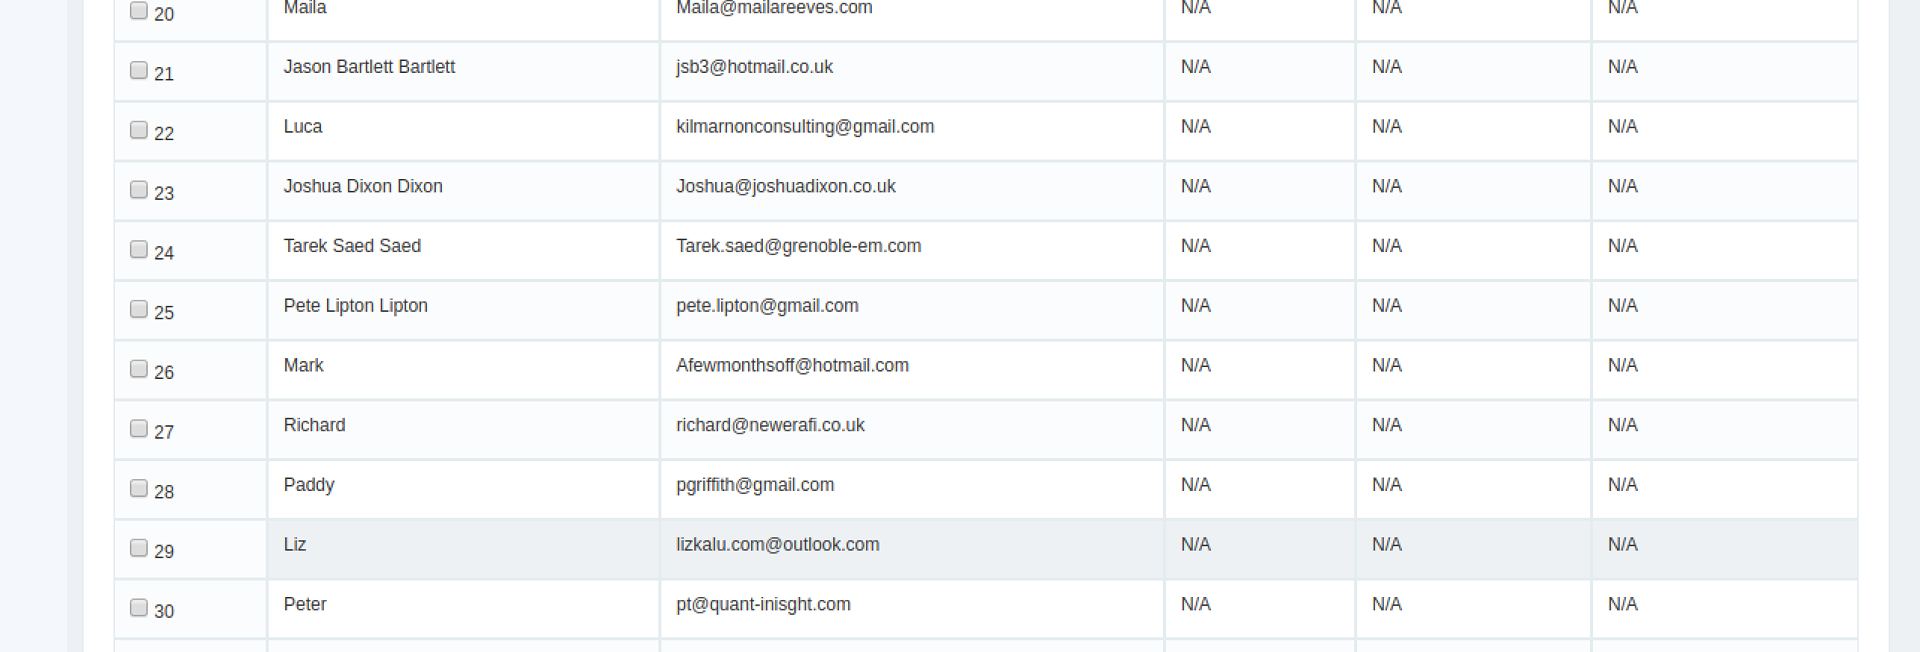 20 Maila Maila@mailareeves.com N/A N/A N/A
21 Jason Bartlett Bartlett jsb3@hotmail.co.uk N/A N/A N/A
22 Luca kilmarnonconsulting@gmail.com N/A N/A N/A
23 Joshua Dixon Dixon Joshua@joshuadixon.co.uk N/A N/A N/A
24 Tarek Saed Saed Tarek.saed@grenoble-em.com N/A N/A N/A
25 Pete Lipton Lipton pete.lipton@gmail.com N/A N/A N/A
26 Mark Afewmonthsoff@hotmail.com N/A N/A N/A
27 Richard richard@newerafi.co.uk N/A N/A N/A
28 Paddy pgriffith@gmail.com N/A N/A N/A
29 Liz lizkalu.com@outlook.com N/A N/A N/A
30 Peter pt@quant-inisght.com N/A N/A N/A